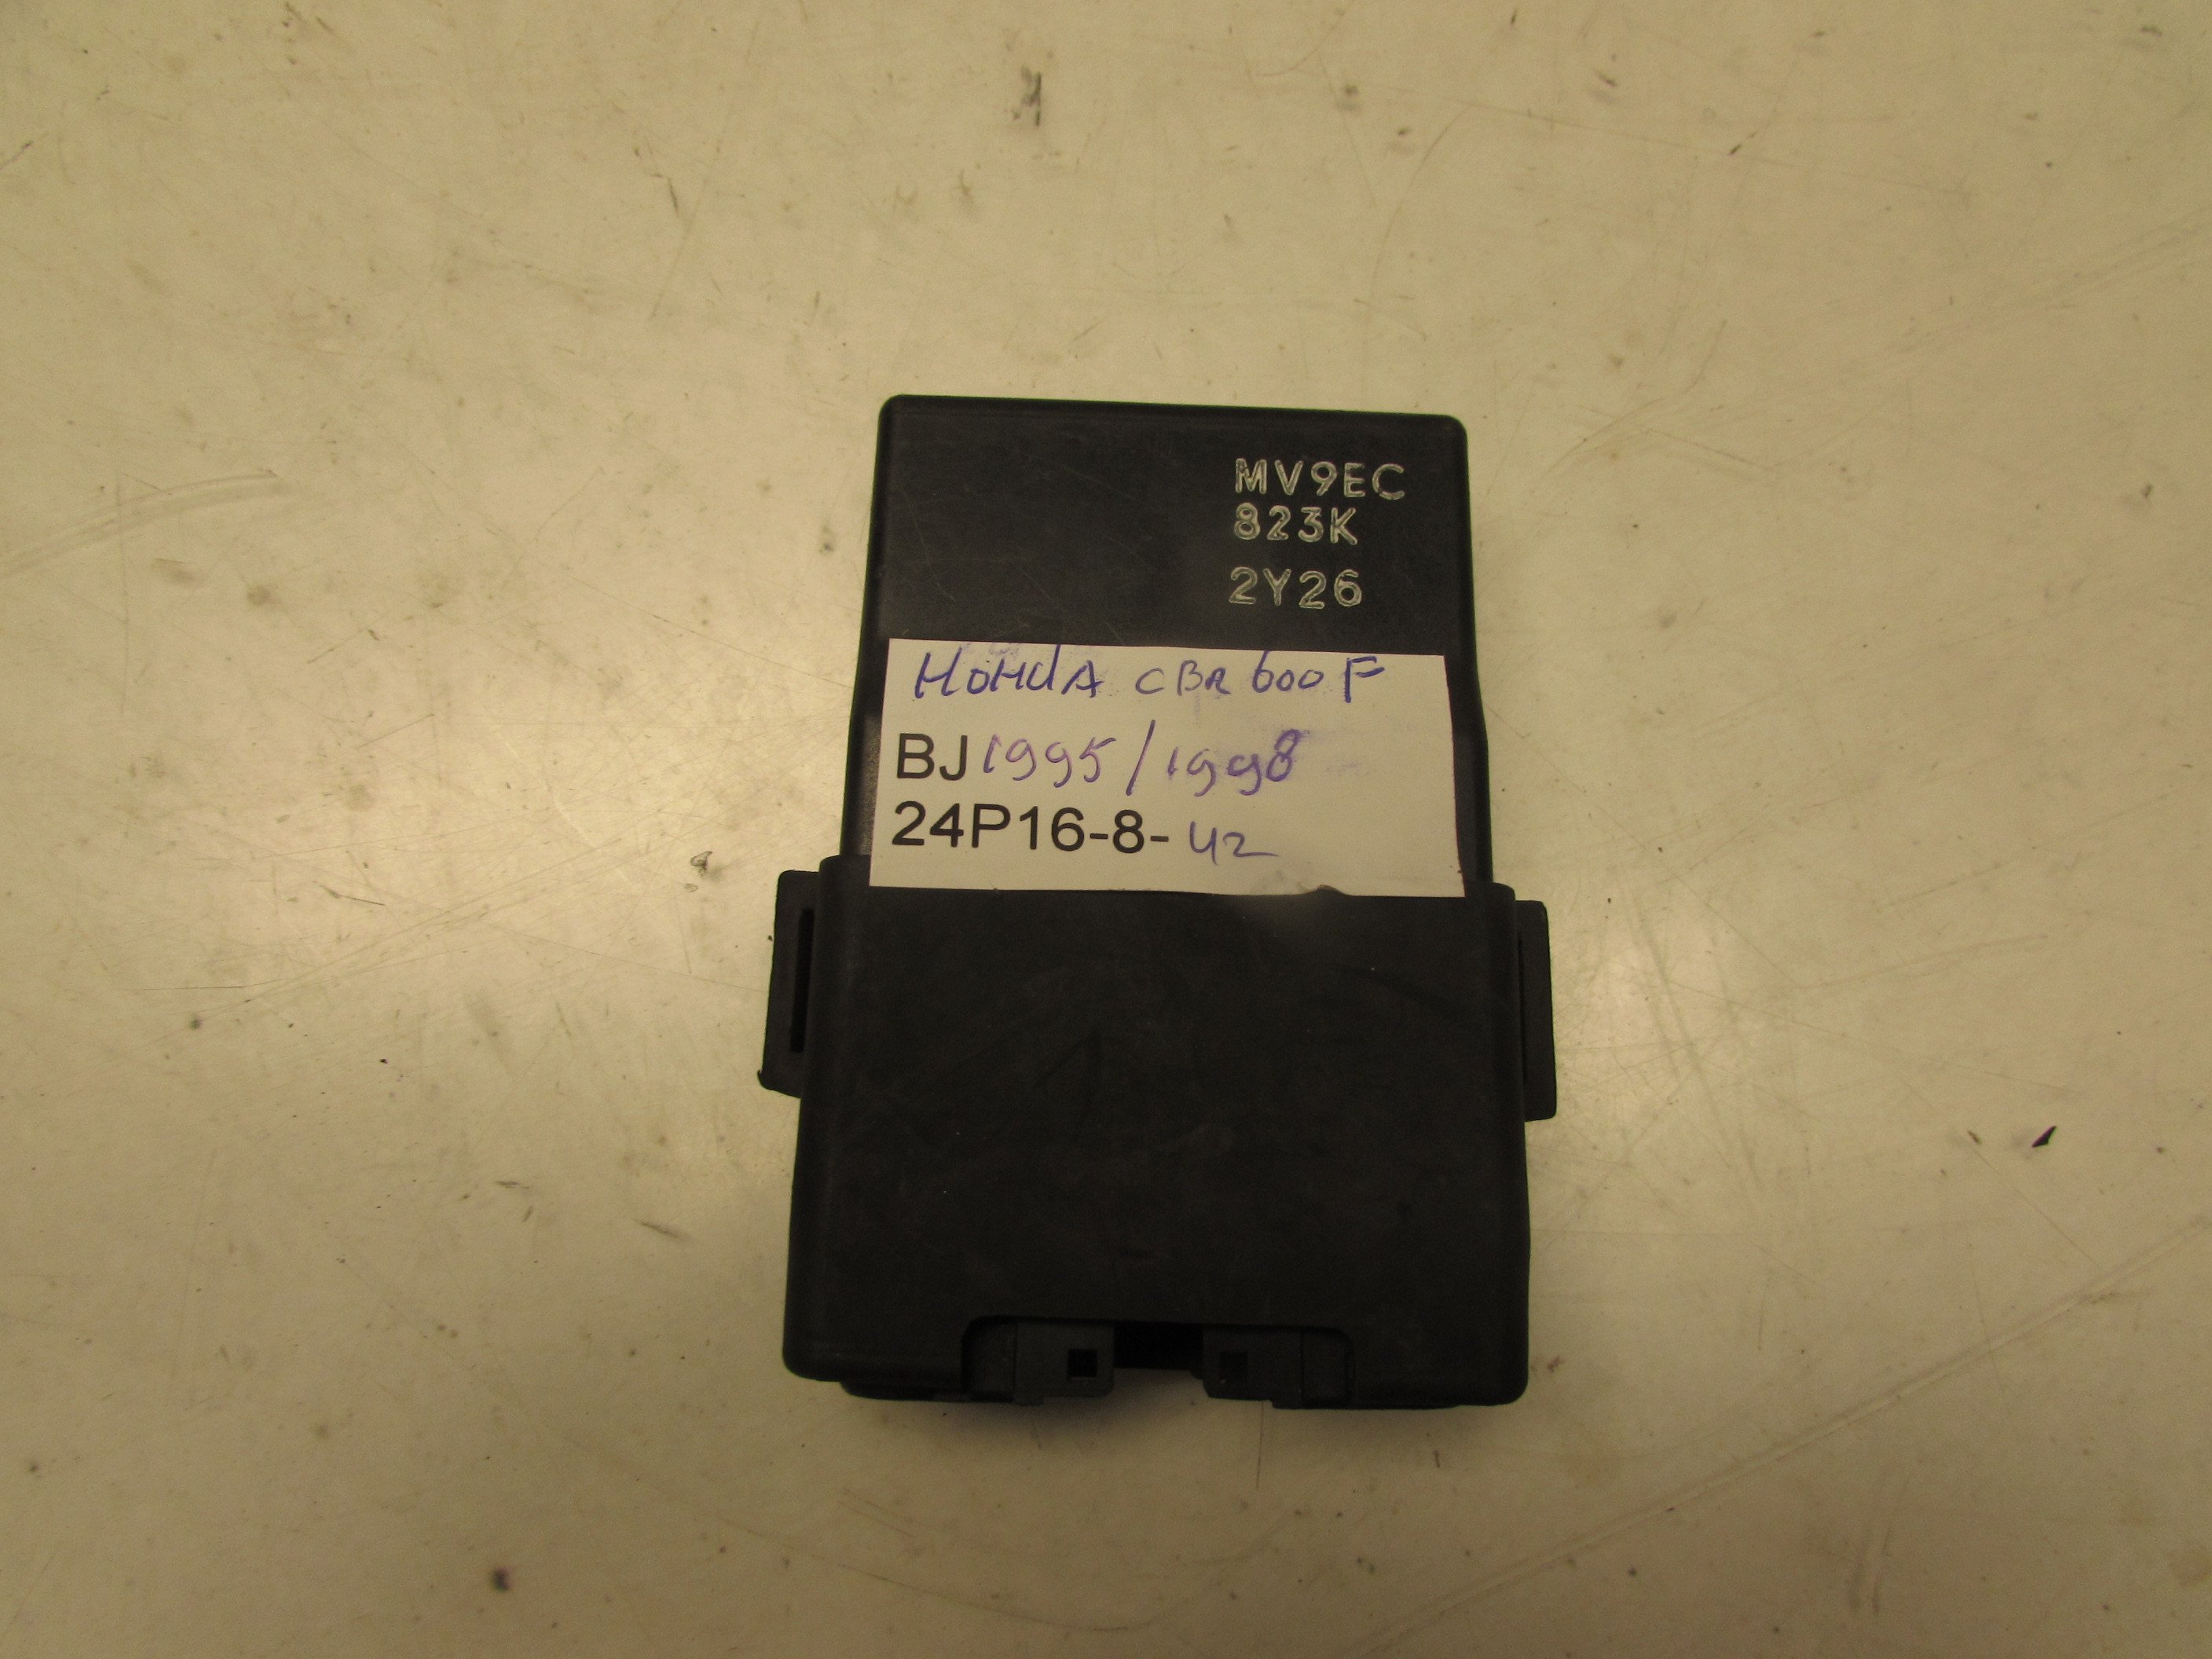 MV9EC
823K
2Y26
HONDA CBR 600 F
BJ 1995/1998
24P16-8-42